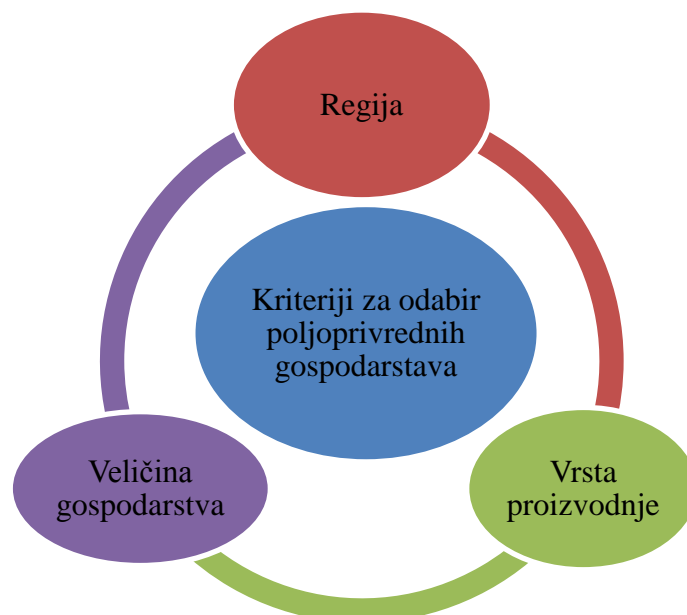 Regija
Kriteriji za odabir
poljoprivrednih
gospodarstava
Veličina
gospodarstva
Vrsta
proizvodnje